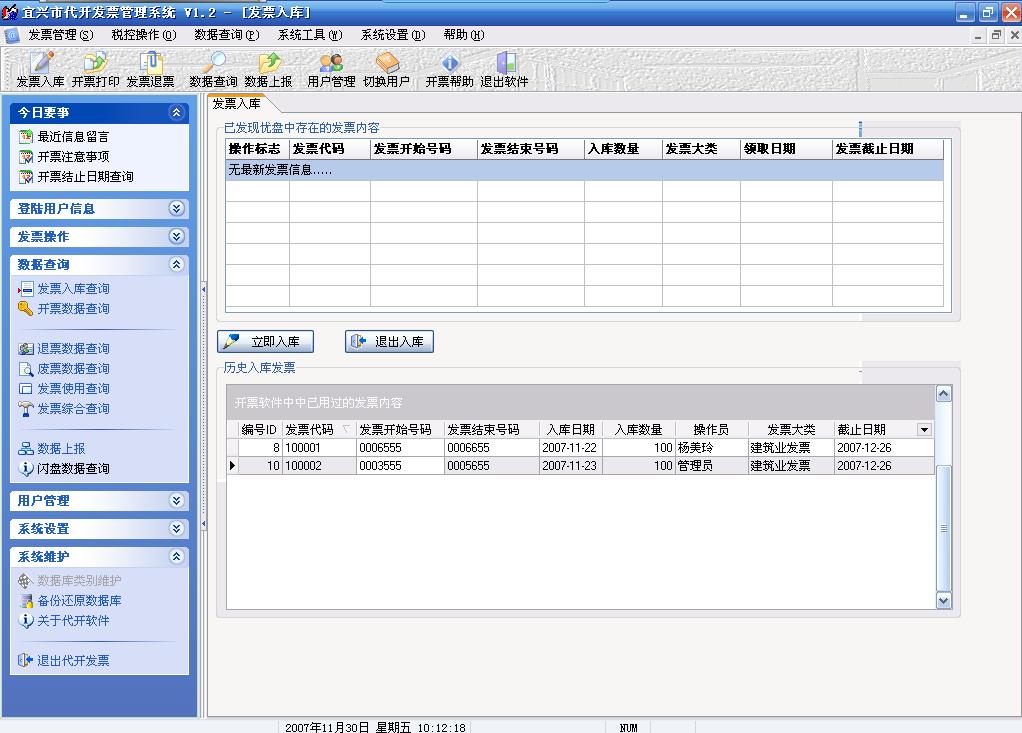 宜兴市代开发票管理系统 V1.2 - [发票入库]
发票管理(S) 税控操作(O) 数据查询(P) 系统工具(W) 系统设置(D) 帮助(H)
发票入库 开票打印 发票退票 数据查询 数据上报 用户管理 切换用户 开票帮助 退出软件
今日要事
最近信息留言
开票注意事项
开票结止日期查询
登陆用户信息
发票操作
数据查询
发票入库查询
开票数据查询
退票数据查询
废票数据查询
发票使用查询
发票综合查询
数据上报
闪盘数据查询
用户管理
系统设置
系统维护
数据库类别维护
备份还原数据库
关于代开软件
退出代开发票
发票入库
已发现优盘中存在的发票内容
操作标志 发票代码 发票开始号码 发票结束号码 入库数量 发票大类 领取日期 发票截止日期
无最新发票信息.....
立即入库 退出入库
历史入库发票
开票软件中中已用过的发票内容
编号ID 发票代码 发票开始号码 发票结束号码 入库日期 入库数量 操作员 发票大类 截止日期
8 100001 0006555 0006655 2007-11-22 100 杨美玲 建筑业发票 2007-12-26
10 100002 0003555 0005655 2007-11-23 100 管理员 建筑业发票 2007-12-26
2007年11月30日 星期五 10:12:18 NUM